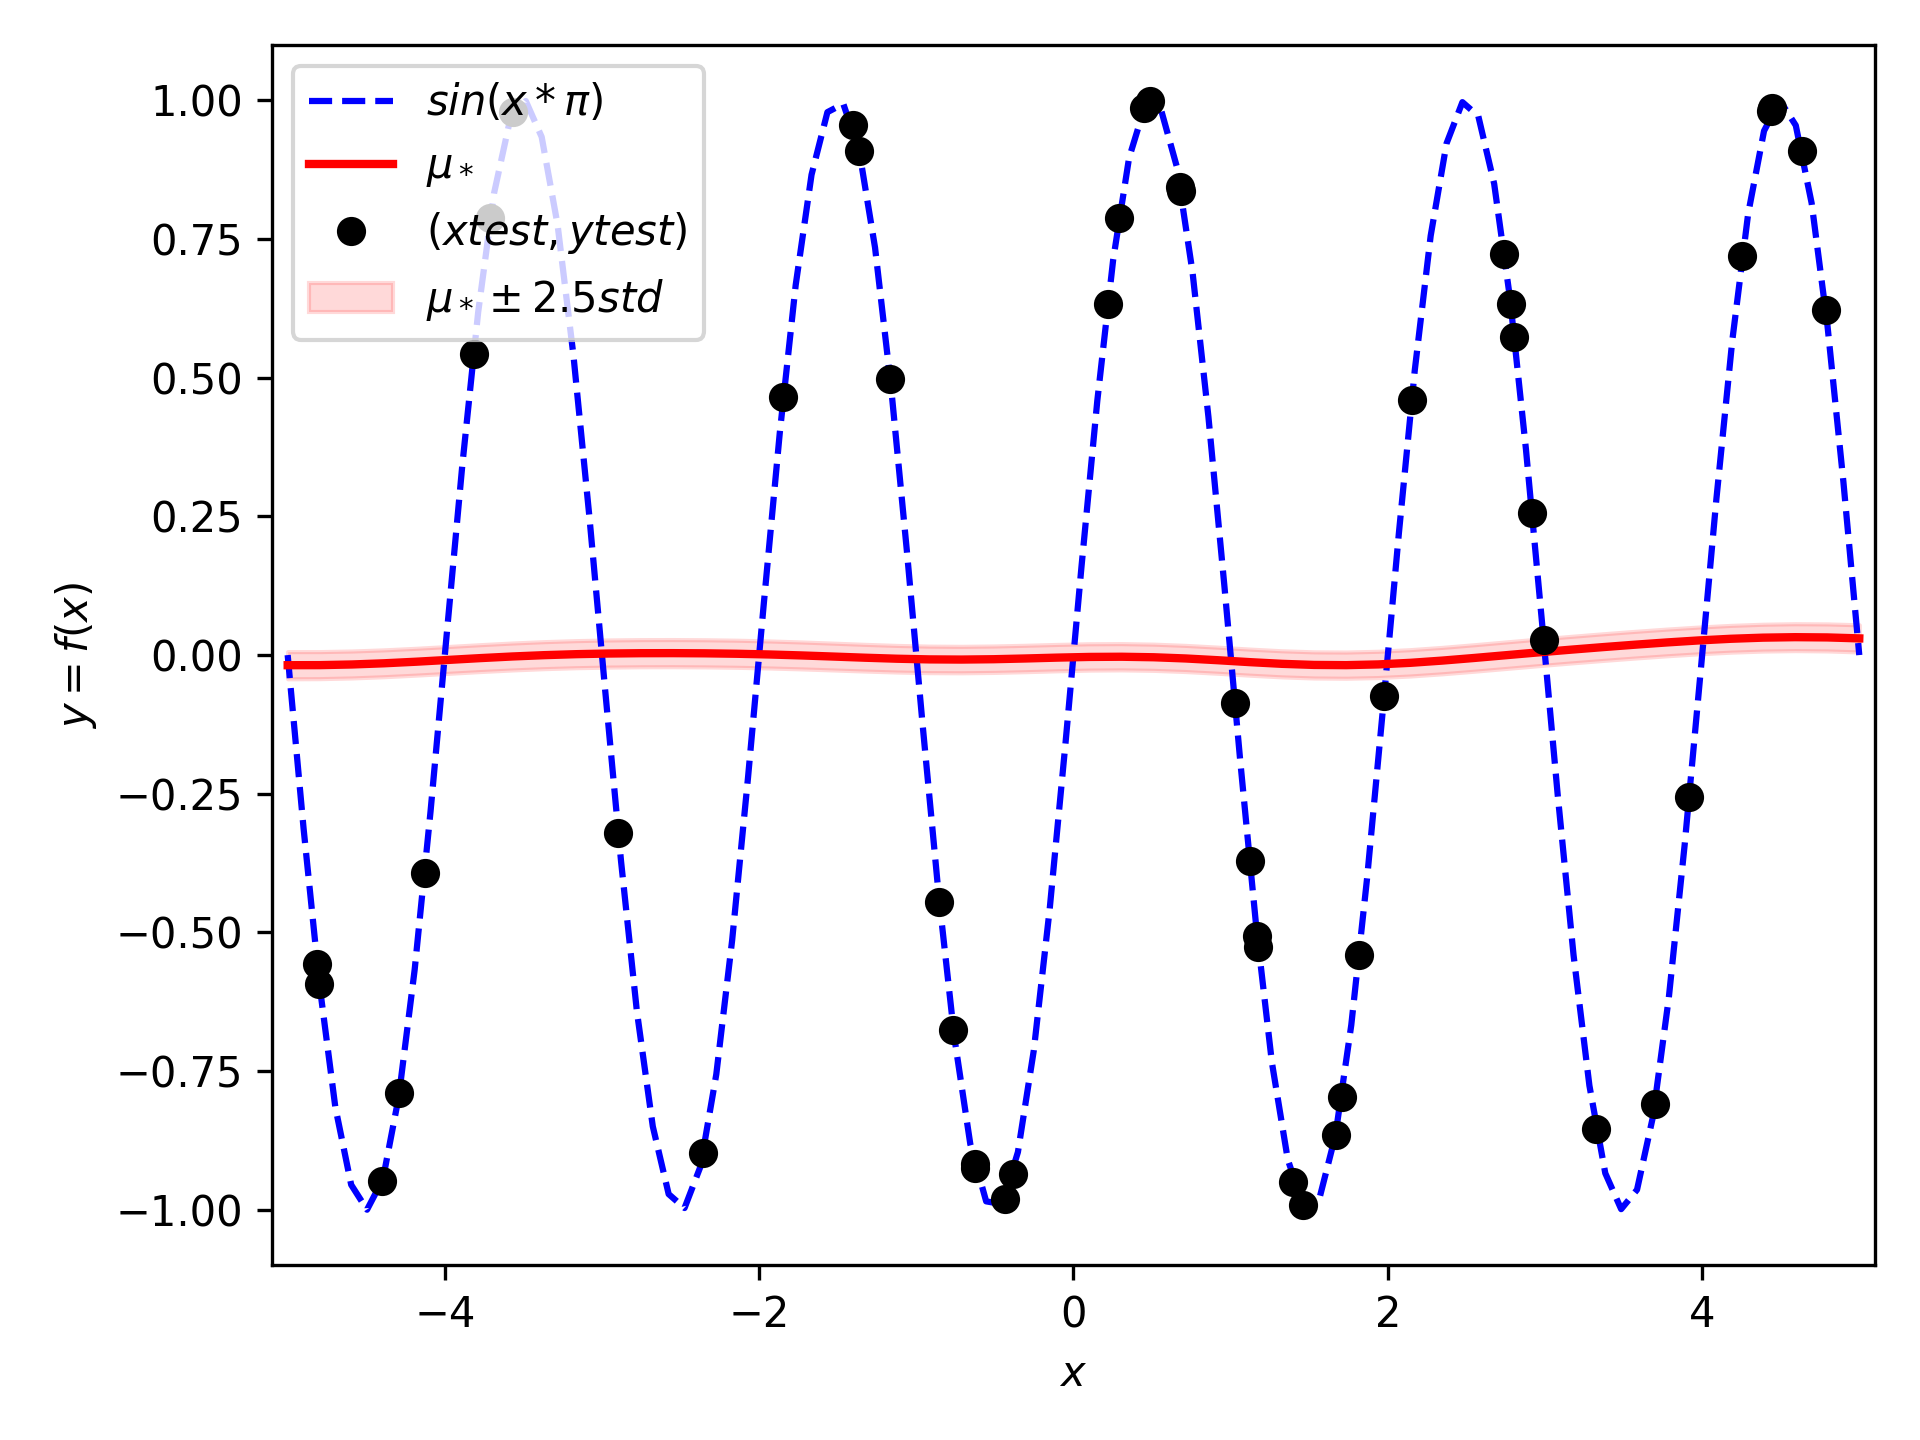 sin(x * π)
μ*
(xtest, ytest)
μ* ± 2.5std
1.00
0.75
0.50
0.25
0.00
−0.25
−0.50
−0.75
−1.00
y = f(x)
−4
−2
0
2
4
x